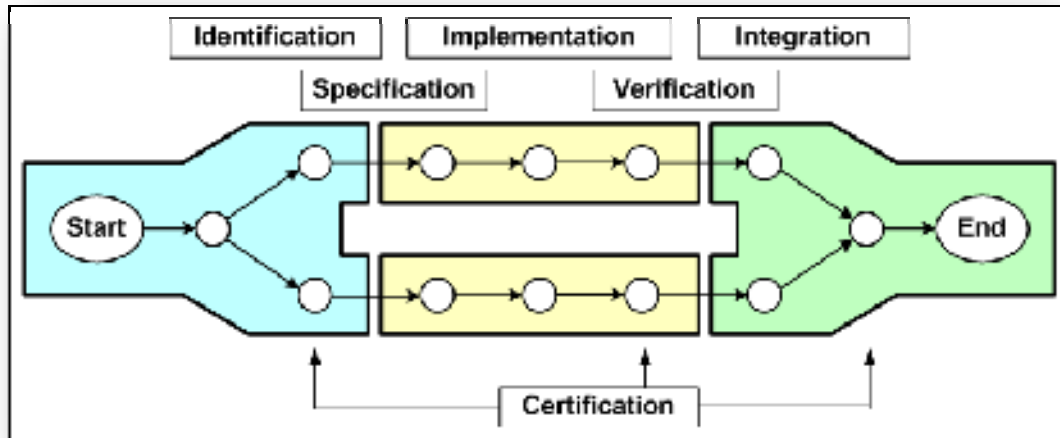 Identification
Implementation
Integration
Specification
Verification
Start
End
Certification